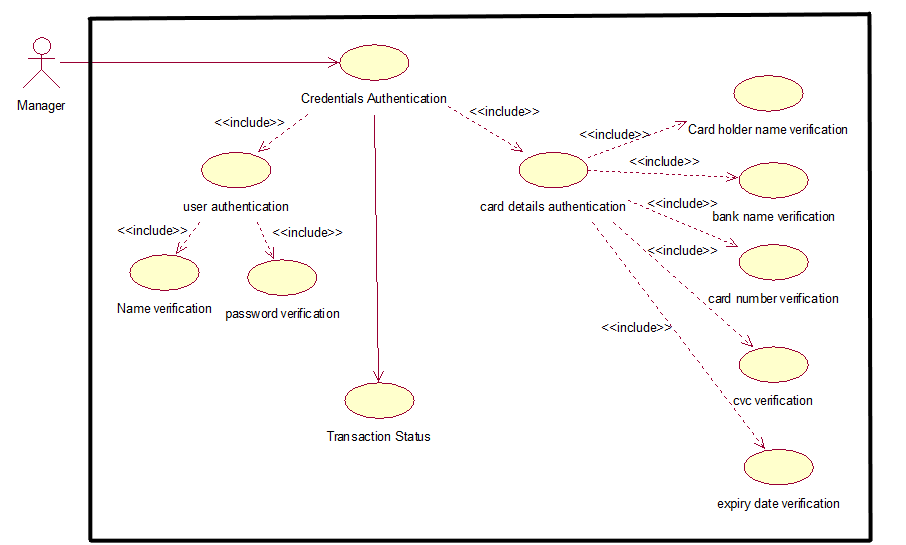 Manager
Credentials Authentication
<<include>>
<<include>>
<<include>>
Card holder name verification
<<include>>
user authentication
card details authentication
<<include>>
bank name verification
<<include>>
<<include>>
<<include>>
Name verification
password verification
card number verification
<<include>>
cvc verification
Transaction Status
expiry date verification